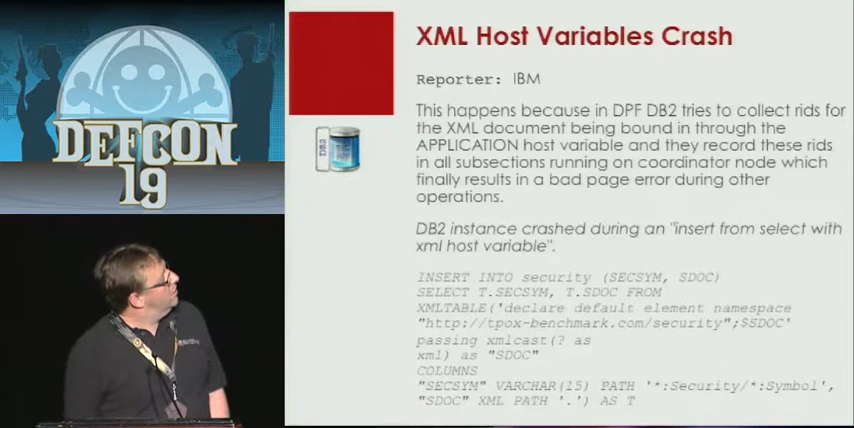 DEFCON
19
XML Host Variables Crash
Reporter: IBM
This happens because in DPF DB2 tries to collect rids for
the XML document being bound in through the
APPLICATION host variable and they record these rids
in all subsections running on coordinator node which
finally results in a bad page error during other
operations.
DB2
DB2 instance crashed during an "insert from select with
xml host variable".
INSERT INTO security (SECSYM, SDOC)
SELECT T.SECSYM, T.SDOC FROM
XMLTABLE('declare default element namespace
"http://tpox-benchmark.com/security";$SDOC'
passing xmlcast(? as
xml) as "SDOC"
COLUMNS
"SECSYM" VARCHAR(15) PATH '*:Security/*:Symbol',
"SDOC" XML PATH '.') AS T